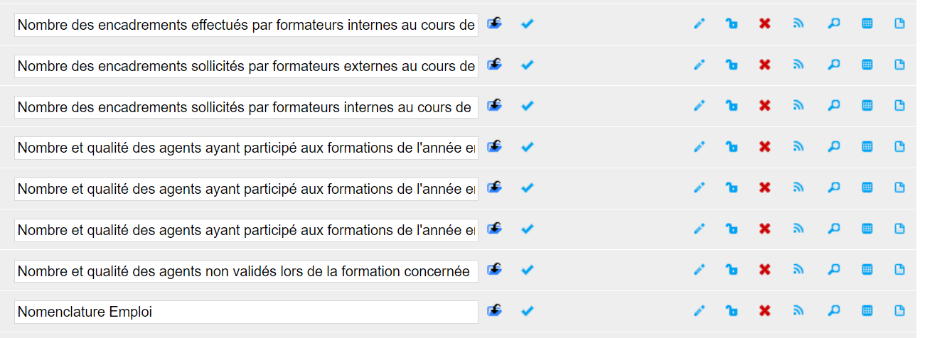 Nombre des encadrements effectués par formateurs internes au cours de
Nombre des encadrements sollicités par formateurs externes au cours de
Nombre des encadrements sollicités par formateurs internes au cours de
Nombre et qualité des agents ayant participé aux formations de l'année
Nombre et qualité des agents ayant participé aux formations de l'année
Nombre et qualité des agents ayant participé aux formations de l'année
Nombre et qualité des agents non validés lors de la formation concernée
Nomenclature Emploi